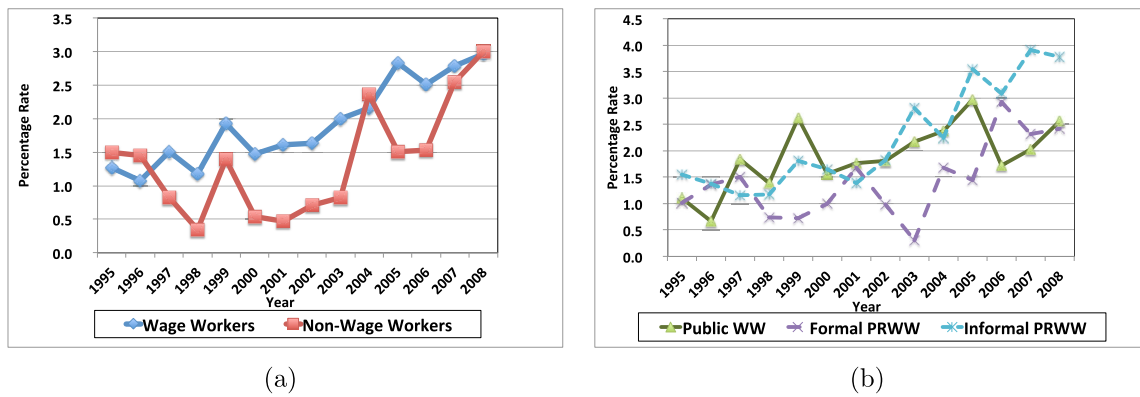 3.5
3.0
2.5
2.0
1.5
1.0
0.5
0.0
Percentage Rate
1995 1996 1997 1998 1999 2000 2001 2002 2003 2004 2005 2006 2007 2008
Year
Wage Workers Non-Wage Workers
(a)
4.5
4.0
3.5
3.0
2.5
2.0
1.5
1.0
0.5
0.0
Percentage Rate
1995 1996 1997 1998 1999 2000 2001 2002 2003 2004 2005 2006 2007 2008
Year
Public WW Formal PRWW Informal PRWW
(b)